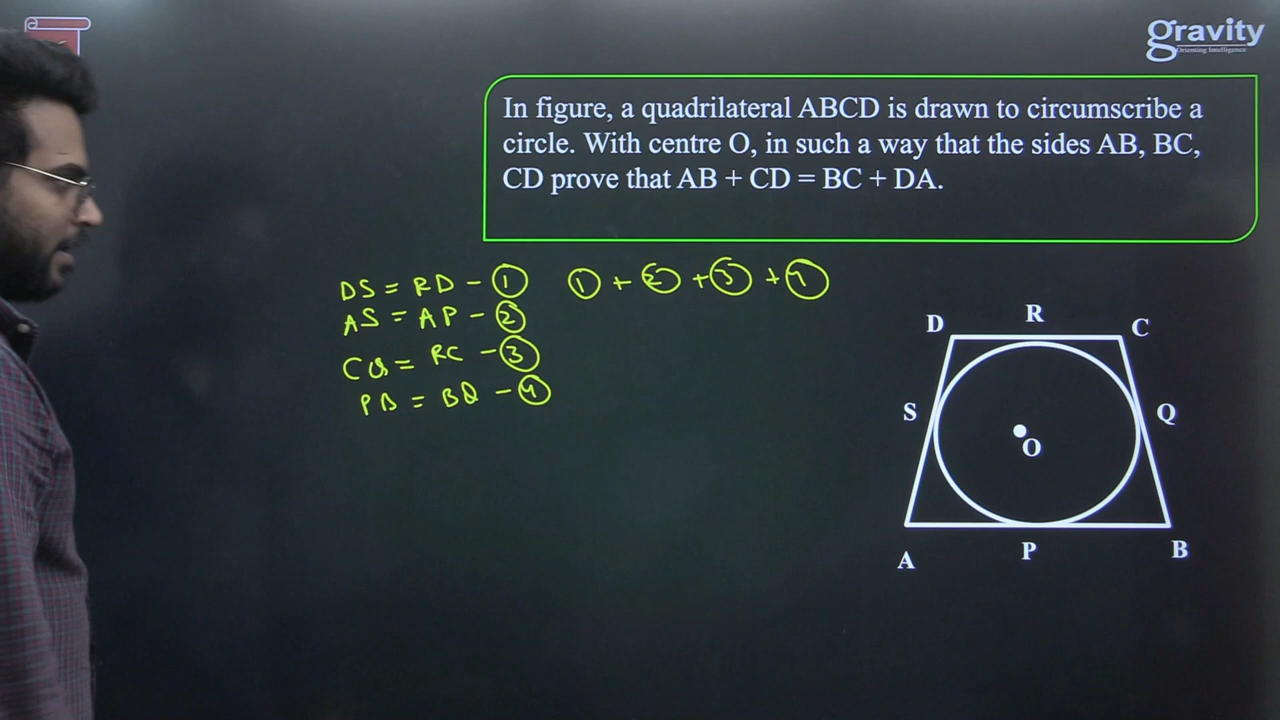 gravity
Orienting Intelligence
In figure, a quadrilateral ABCD is drawn to circumscribe a
circle. With centre O, in such a way that the sides AB, BC,
CD prove that AB + CD = BC + DA.
DS = RD - ① ① + ② + ③ + ④
AS = AP - ②
CQ = RC - ③
PB = BQ - ④
D R C
S Q
O
A P B